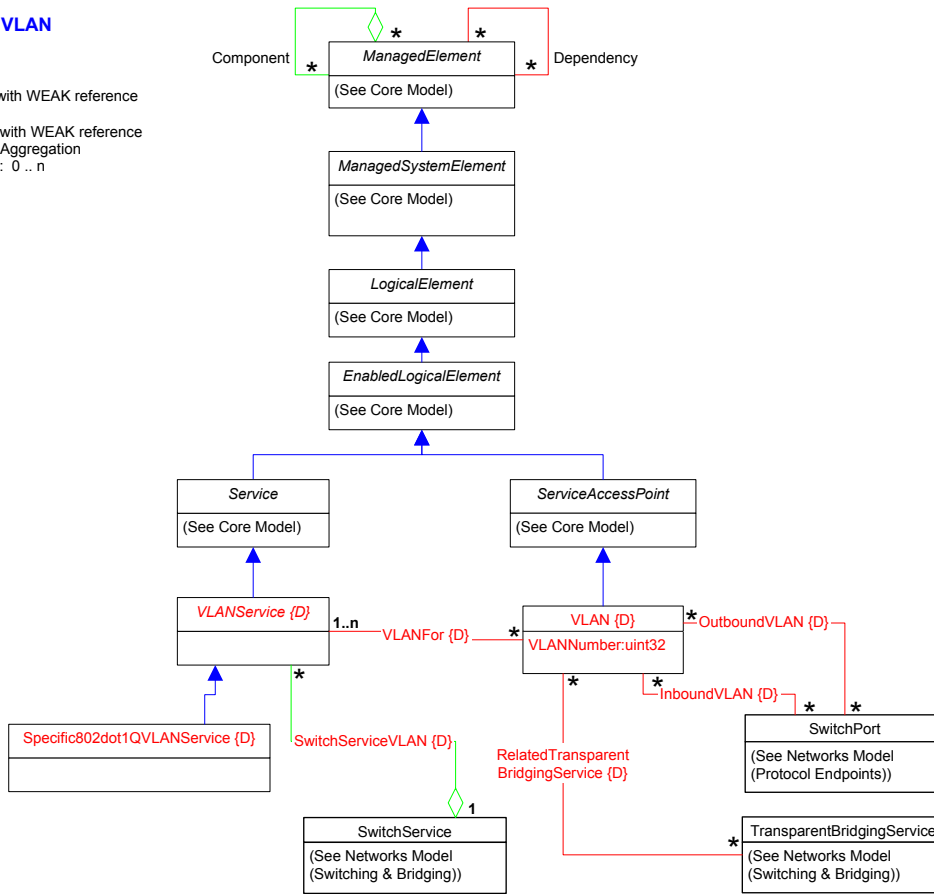 VLAN
with WEAK reference
with WEAK reference
Aggregation
: 0 .. n
Component
*
*
*
*
Dependency
ManagedElement
(See Core Model)
ManagedSystemElement
(See Core Model)
LogicalElement
(See Core Model)
EnabledLogicalElement
(See Core Model)
Service
(See Core Model)
ServiceAccessPoint
(See Core Model)
VLANService {D}
1..n
VLANFor {D}
*
VLAN {D}
VLANNumber:uint32
*
OutboundVLAN {D}
*
*
InboundVLAN {D}
*
*
*
Specific802dot1QVLANService {D}
SwitchServiceVLAN {D}
1
RelatedTransparent
BridgingService {D}
SwitchPort
(See Networks Model
(Protocol Endpoints))
SwitchService
(See Networks Model
(Switching & Bridging))
*
TransparentBridgingService
(See Networks Model
(Switching & Bridging))